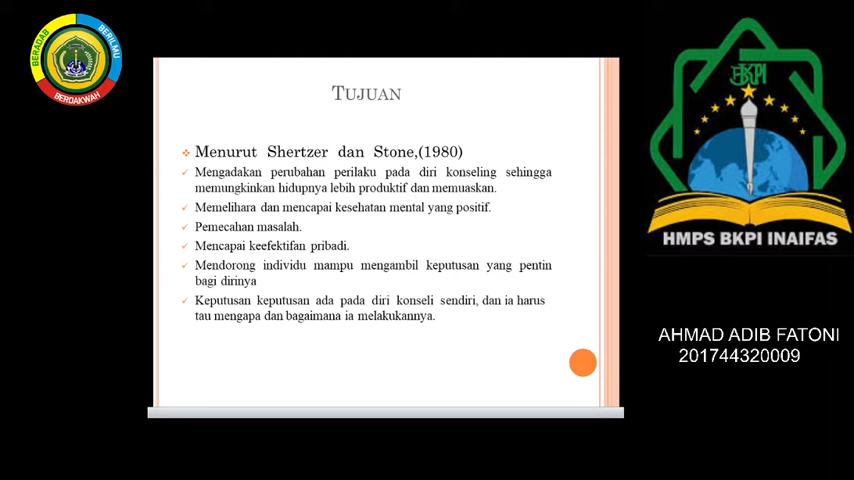 BERADAB
BERILMU
BERDAKWAH
TUJUAN
Menurut Shertzer dan Stone,(1980)
Mengadakan perubahan perilaku pada diri konseling sehingga
memungkinkan hidupnya lebih produktif dan memuaskan.
Memelihara dan mencapai kesehatan mental yang positif.
Pemecahan masalah.
Mencapai keefektifan pribadi.
Mendorong individu mampu mengambil keputusan yang pentin
bagi dirinya
Keputusan keputusan ada pada diri konseli sendiri, dan ia harus
tau mengapa dan bagaimana ia melakukannya.
BKPI
HMPS BKPI INAIFAS
AHMAD ADIB FATONI
201744320009